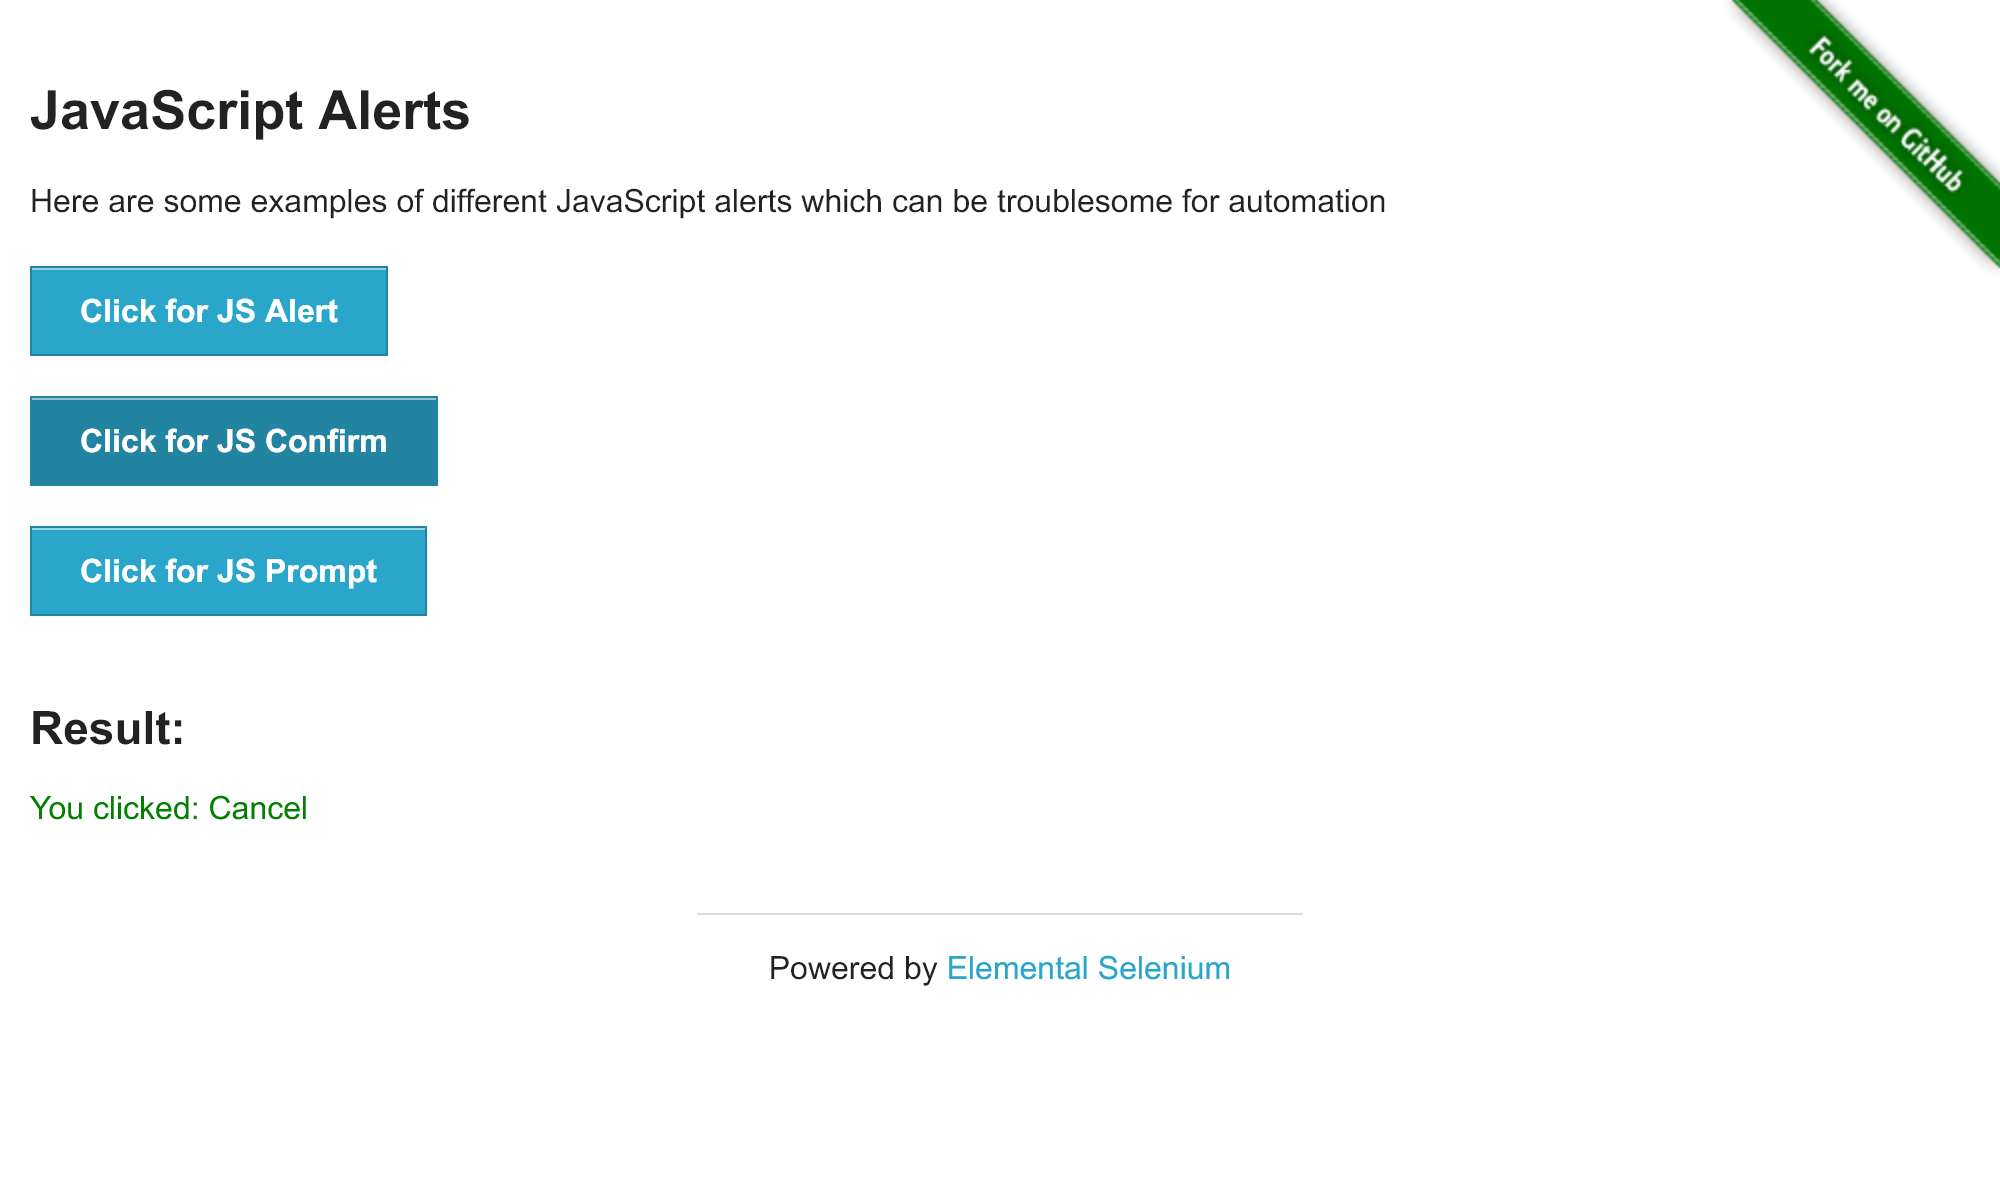 Fork me on GitHub
JavaScript Alerts
Here are some examples of different JavaScript alerts which can be troublesome for automation
Click for JS Alert
Click for JS Confirm
Click for JS Prompt
Result:
You clicked: Cancel
Powered by Elemental Selenium